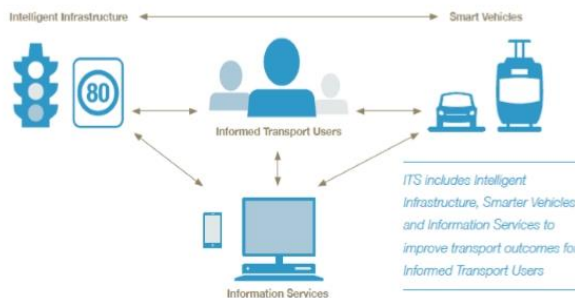 Intelligent Infrastructure
Smart Vehicles
80
Informed Transport Users
ITS includes Intelligent
Infrastructure, Smarter Vehicles
and Information Services to
improve transport outcomes for
Informed Transport Users
Information Services